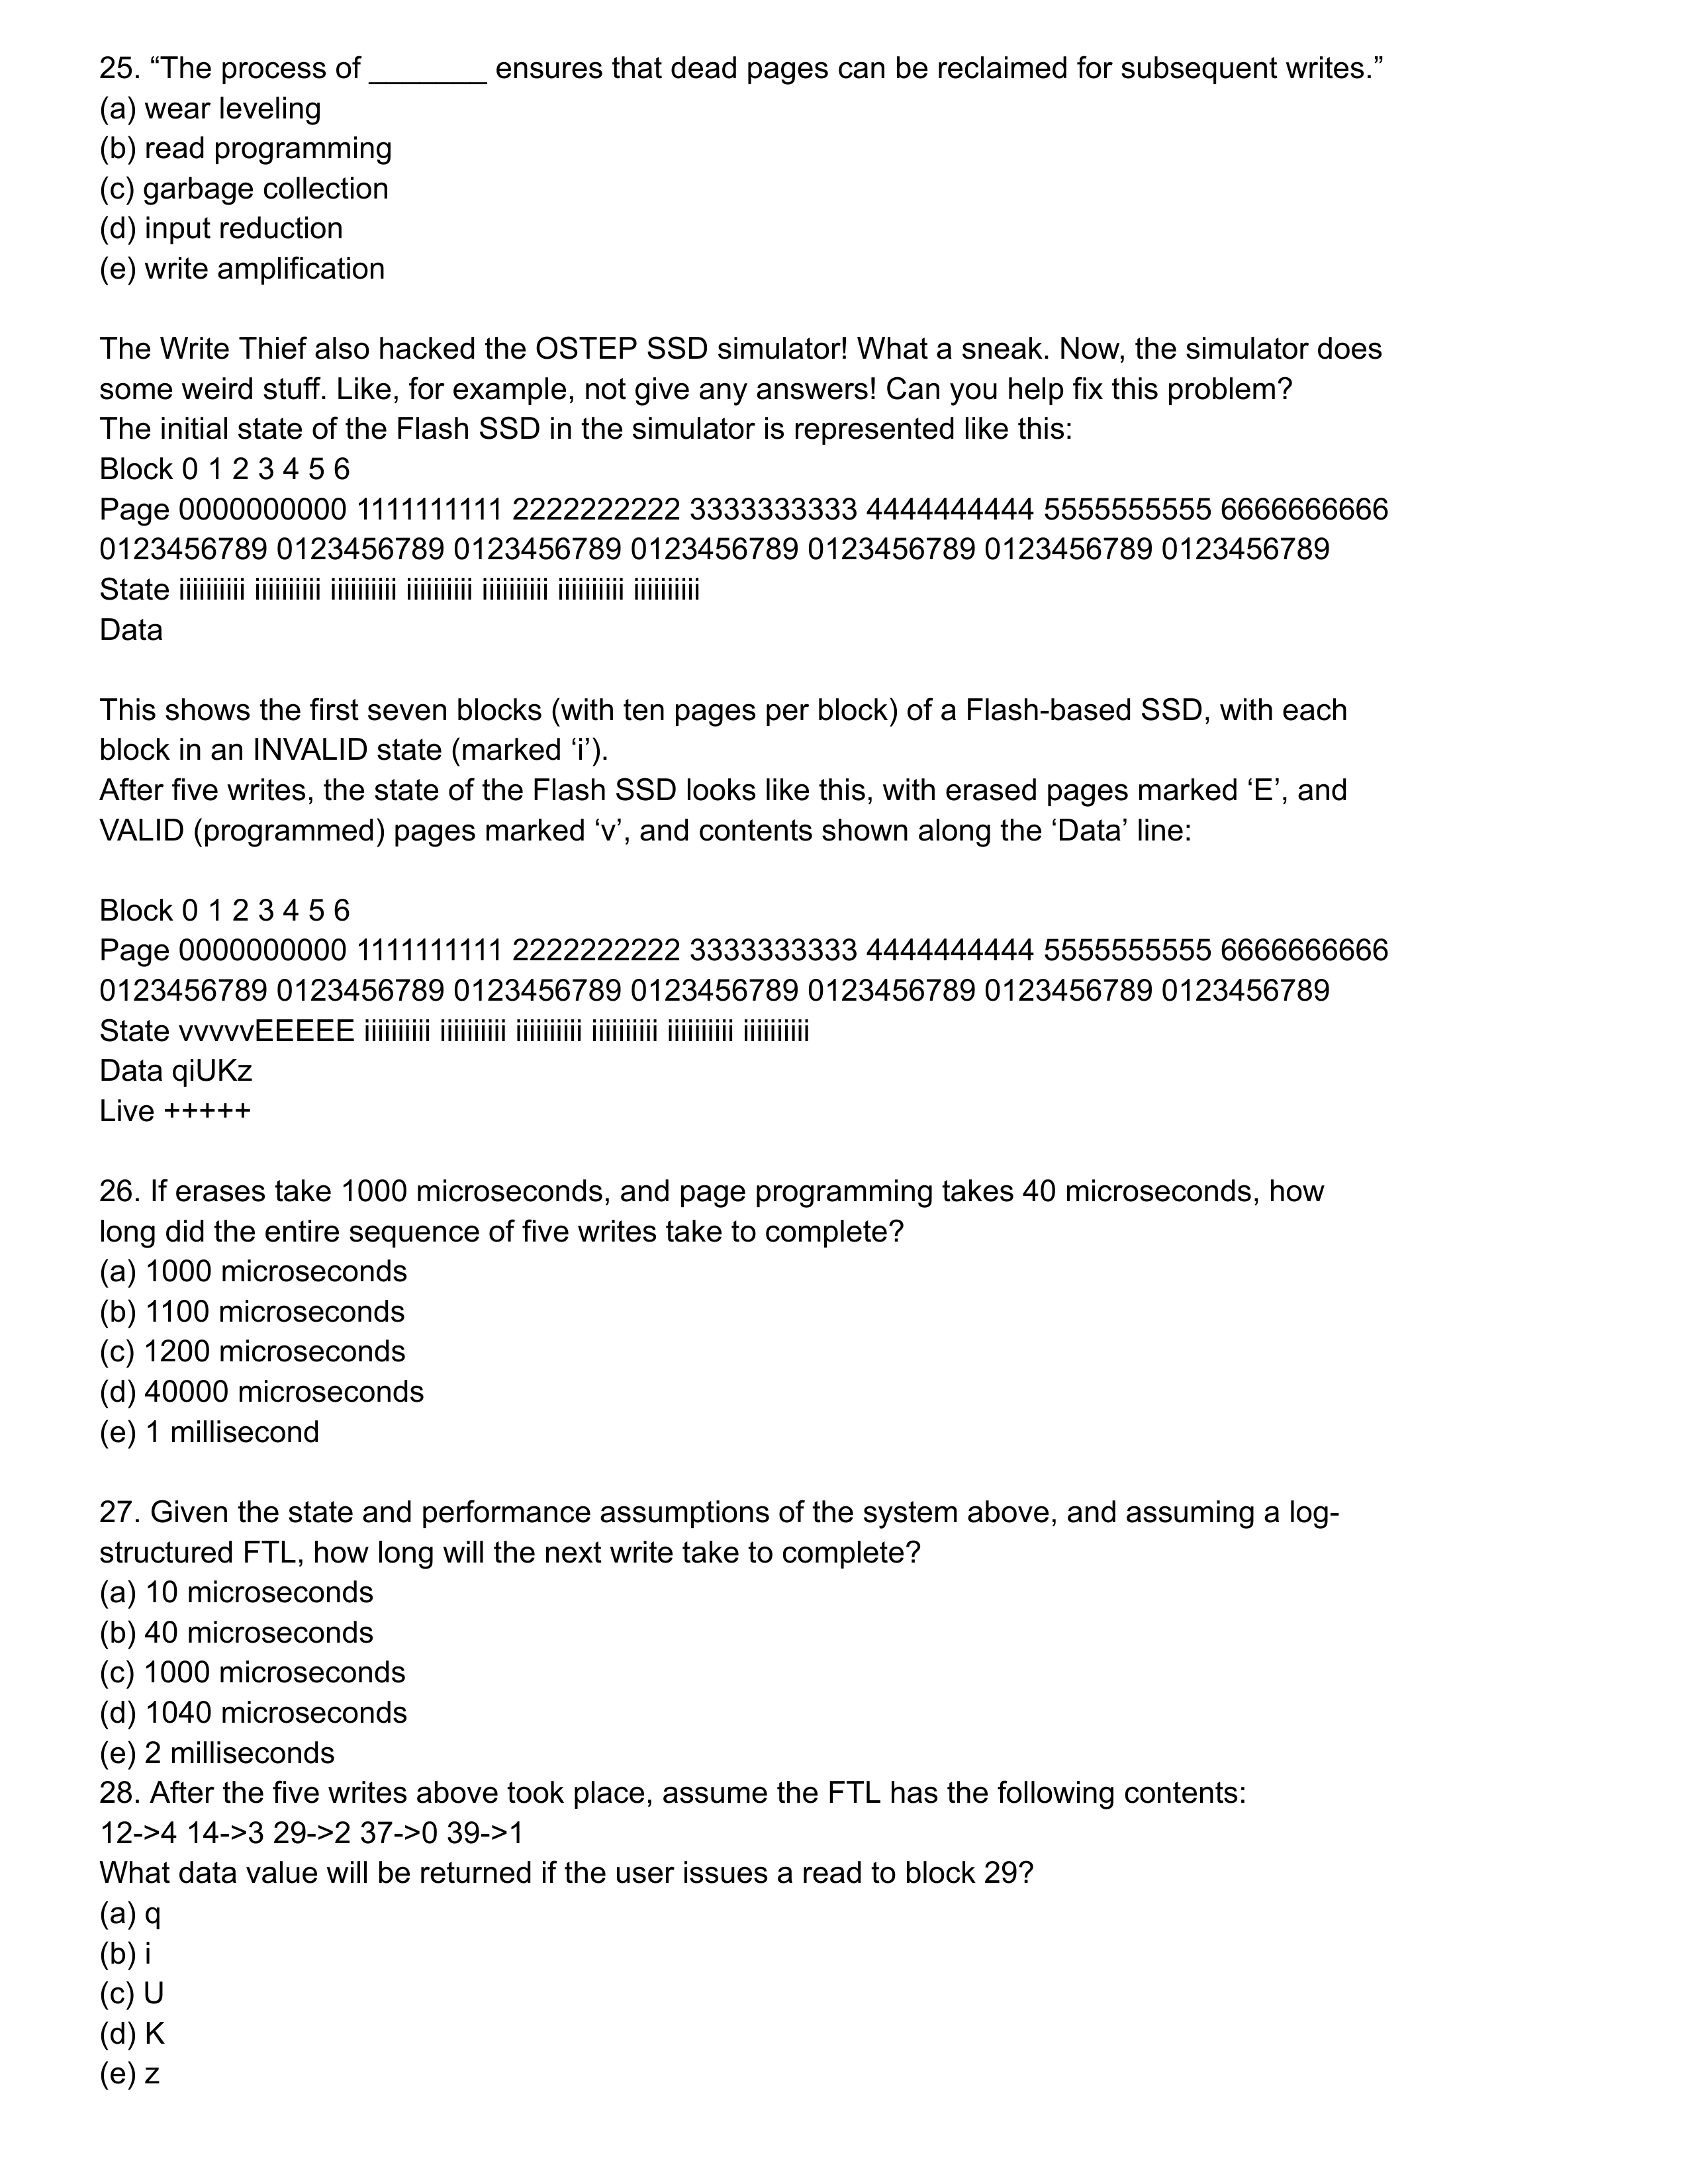 25. “The process of _______ ensures that dead pages can be reclaimed for subsequent writes.”
(a) wear leveling
(b) read programming
(c) garbage collection
(d) input reduction
(e) write amplification
The Write Thief also hacked the OSTEP SSD simulator! What a sneak. Now, the simulator does
some weird stuff. Like, for example, not give any answers! Can you help fix this problem?
The initial state of the Flash SSD in the simulator is represented like this:
Block 0 1 2 3 4 5 6
Page 0000000000 1111111111 2222222222 3333333333 4444444444 5555555555 6666666666
0123456789 0123456789 0123456789 0123456789 0123456789 0123456789 0123456789
State iiiiiiiiii iiiiiiiiii iiiiiiiiii iiiiiiiiii iiiiiiiiii iiiiiiiiii iiiiiiiiii
Data
This shows the first seven blocks (with ten pages per block) of a Flash-based SSD, with each
block in an INVALID state (marked ‘i’).
After five writes, the state of the Flash SSD looks like this, with erased pages marked ‘E’, and
VALID (programmed) pages marked ‘v’, and contents shown along the ‘Data’ line:
Block 0 1 2 3 4 5 6
Page 0000000000 1111111111 2222222222 3333333333 4444444444 5555555555 6666666666
0123456789 0123456789 0123456789 0123456789 0123456789 0123456789 0123456789
State vvvvvEEEEE iiiiiiiiii iiiiiiiiii iiiiiiiiii iiiiiiiiii iiiiiiiiii iiiiiiiiii
Data qiUKz
Live +++++
26. If erases take 1000 microseconds, and page programming takes 40 microseconds, how
long did the entire sequence of five writes take to complete?
(a) 1000 microseconds
(b) 1100 microseconds
(c) 1200 microseconds
(d) 40000 microseconds
(e) 1 millisecond
27. Given the state and performance assumptions of the system above, and assuming a log-
structured FTL, how long will the next write take to complete?
(a) 10 microseconds
(b) 40 microseconds
(c) 1000 microseconds
(d) 1040 microseconds
(e) 2 milliseconds
28. After the five writes above took place, assume the FTL has the following contents:
12->4 14->3 29->2 37->0 39->1
What data value will be returned if the user issues a read to block 29?
(a) q
(b) i
(c) U
(d) K
(e) z